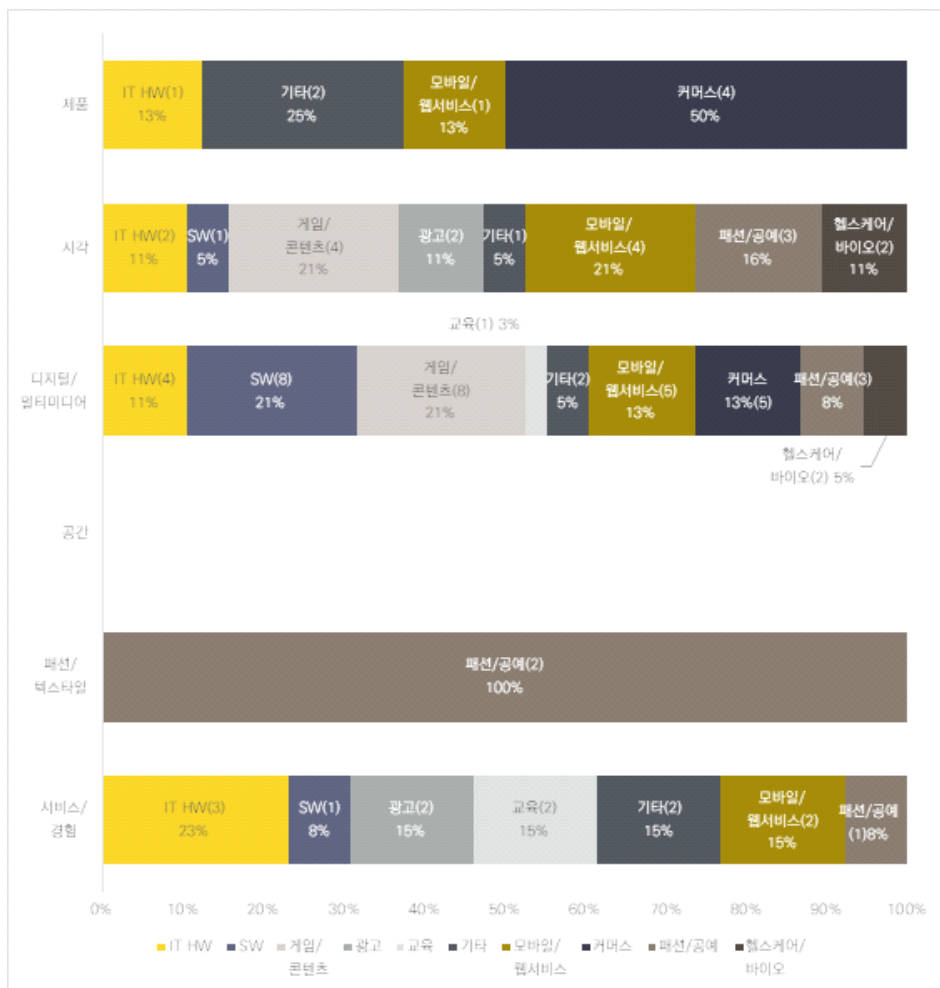 제품
IT HW(1)
13%
기타(2)
25%
모바일/
웹서비스(1)
13%
커머스(4)
50%
시각
IT HW(2)
11%
SW(1)
5%
게임/
콘텐츠(4)
21%
광고(2)
11%
기타(1)
5%
모바일/
웹서비스(4)
21%
패션/공예(3)
16%
헬스케어/
바이오(2)
11%
교육(1) 3%
디지털/
멀티미디어
IT HW(4)
11%
SW(8)
21%
게임/
콘텐츠(8)
21%
기타(2)
5%
모바일/
웹서비스(5)
13%
커머스
13%(5)
패션/공예(3)
8%
헬스케어/
바이오(2) 5%
공간
패션/
텍스타일
패션/공예(2)
100%
서비스/
경험
IT HW(3)
23%
SW(1)
8%
광고(2)
15%
교육(2)
15%
기타(2)
15%
모바일/
웹서비스(2)
15%
패션/공예
(1)8%
0% 10% 20% 30% 40% 50% 60% 70% 80% 90% 100%
IT HW
SW
게임/
콘텐츠
광고
교육
기타
모바일/
웹서비스
커머스
패션/공예
헬스케어/
바이오